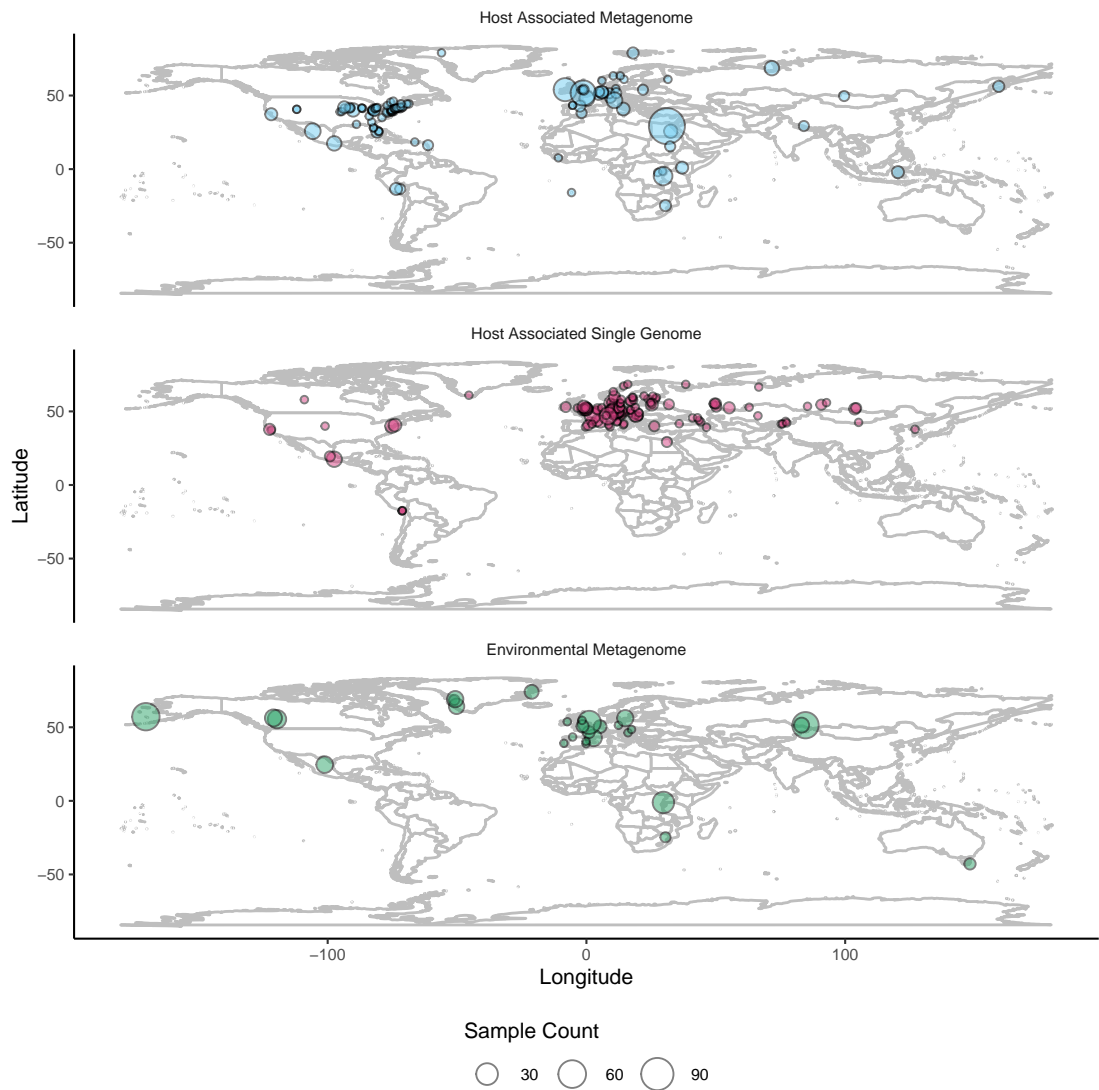 Host Associated Metagenome
50
0
−50
Host Associated Single Genome
50
0
−50
Latitude
Environmental Metagenome
50
0
−50
−100 0 100
Longitude
Sample Count
30 60 90